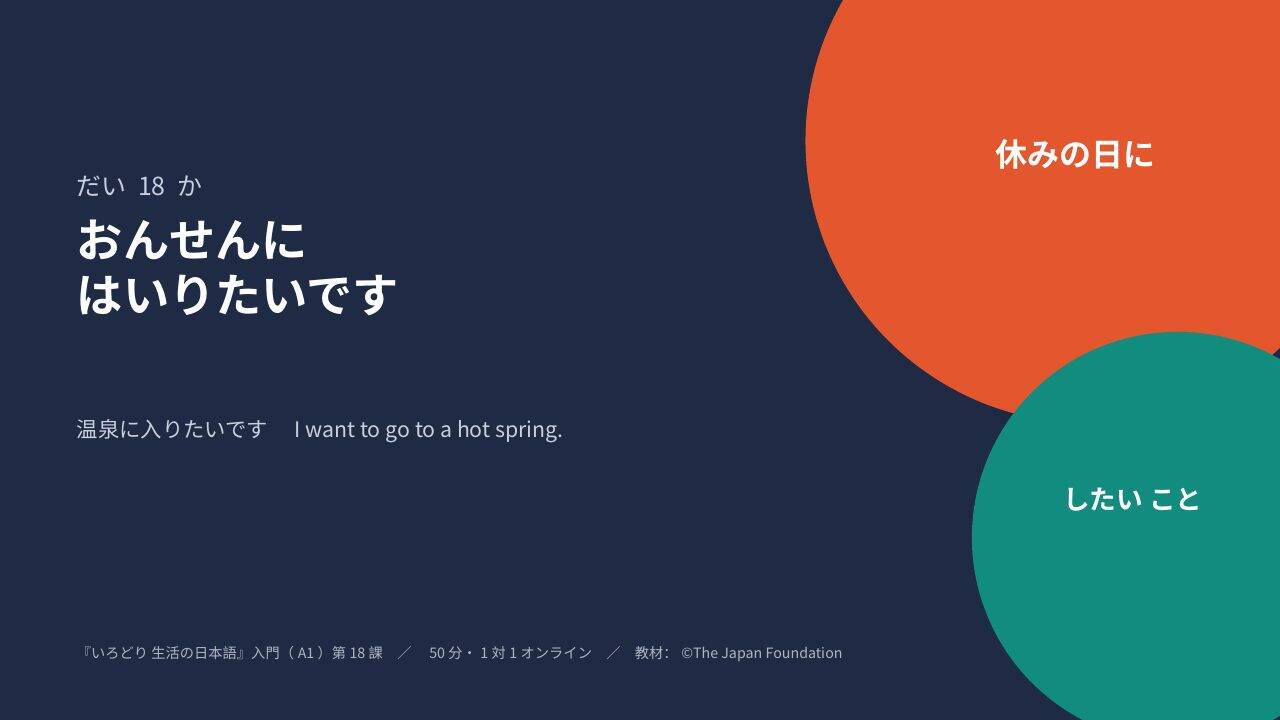 だい 18 か
おんせんに
はいりたいです
温泉に入りたいです　I want to go to a hot spring.
休みの日に
したい こと
『いろどり 生活の日本語』入門（ A1 ）第 18 課　／　50 分・ 1 対 1 オンライン　／　教材： ©The Japan Foundation